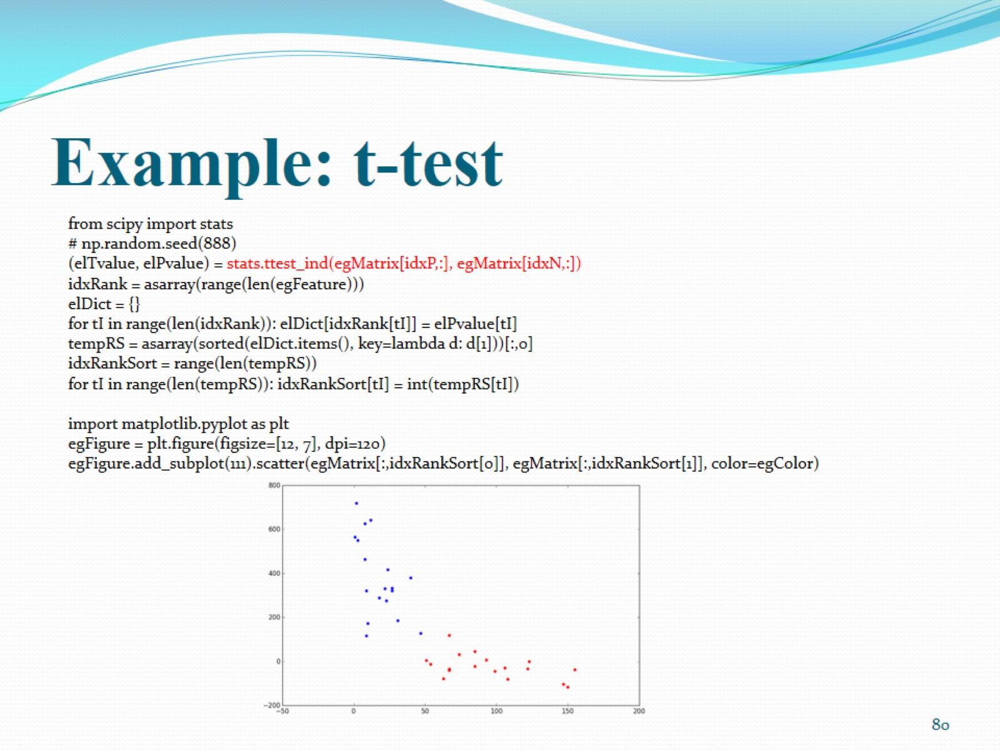 Example: t-test
from scipy import stats
# np.random.seed(888)
(elTvalue, elPvalue) = stats.ttest_ind(egMatrix[idxP,:], egMatrix[idxN,:])
idxRank = asarray(range(len(egFeature)))
elDict = {}
for tI in range(len(idxRank)): elDict[idxRank[tI]] = elPvalue[tI]
tempRS = asarray(sorted(elDict.items(), key=lambda d: d[1]))[:,0]
idxRankSort = range(len(tempRS))
for tI in range(len(tempRS)): idxRankSort[tI] = int(tempRS[tI])
import matplotlib.pyplot as plt
egFigure = plt.figure(figsize=[12, 7], dpi=120)
egFigure.add_subplot(111).scatter(egMatrix[:,idxRankSort[0]], egMatrix[:,idxRankSort[1]], color=egColor)
800
600
400
200
0
−200
−50 0 50 100 150 200
80